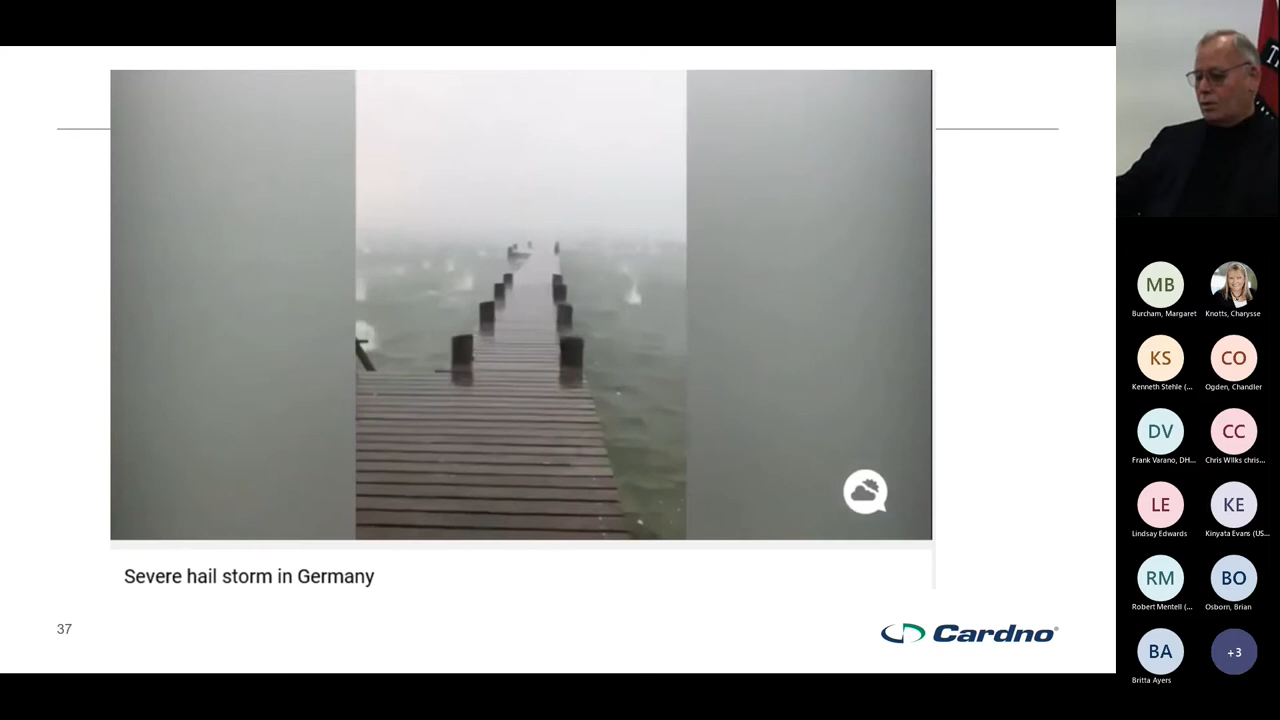 Severe hail storm in Germany
37
Cardno
MB
Burcham, Margaret
Knotts, Charysse
KS
Kenneth Stehle (...
CO
Ogden, Chandler
DV
Frank Varano, DH...
CC
Chris Wilks chris...
LE
Lindsay Edwards
KE
Kinyata Evans (US...
RM
Robert Mentell (...
BO
Osborn, Brian
BA
Britta Ayers
+3